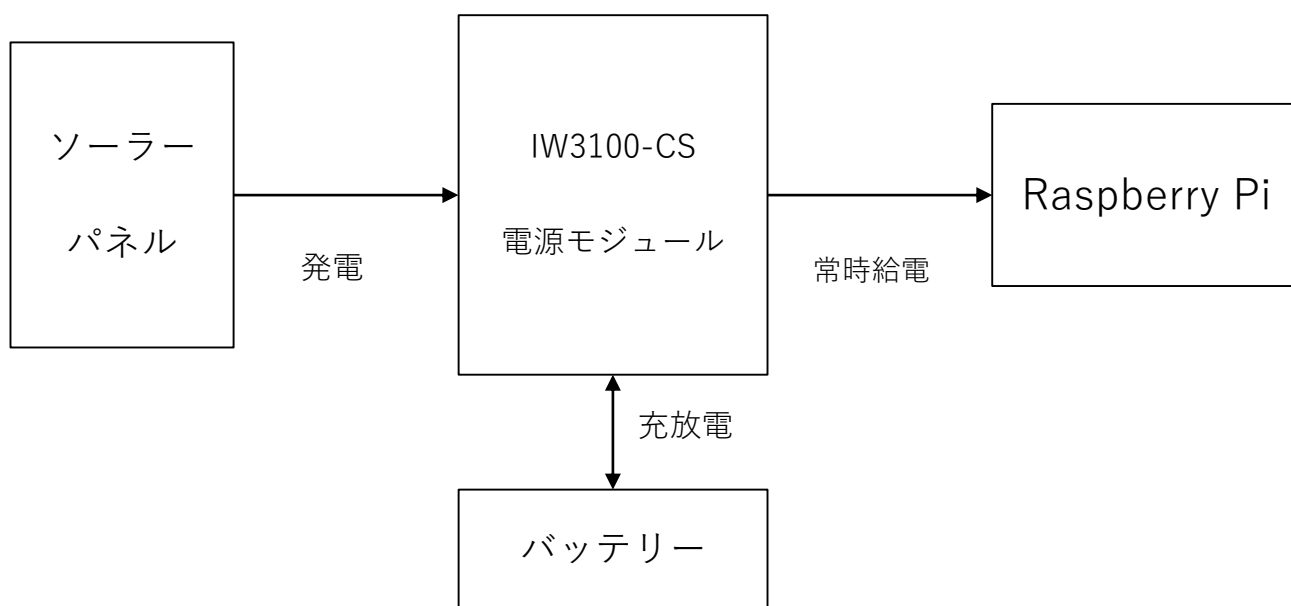 ソーラー
パネル
発電
IW3100-CS
電源モジュール
充放電
バッテリー
常時給電
Raspberry Pi